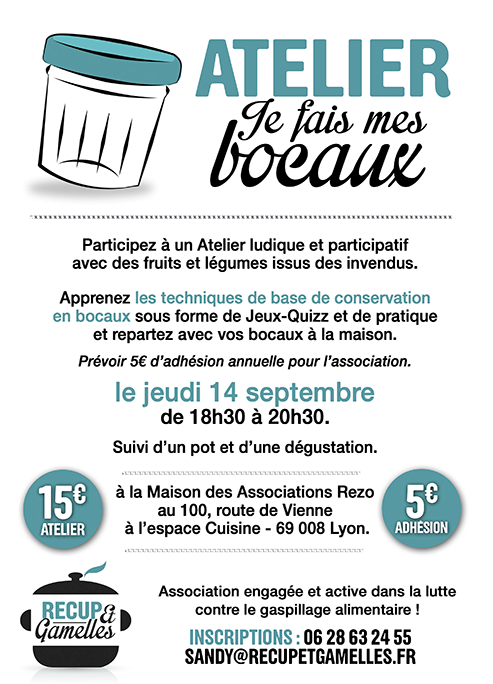 ATELIER
Je fais mes
bocaux
Participez à un Atelier ludique et participatif
avec des fruits et légumes issus des invendus.
Apprenez les techniques de base de conservation
en bocaux sous forme de Jeux-Quizz et de pratique
et repartez avec vos bocaux à la maison.
Prévoir 5€ d'adhésion annuelle pour l'association.
le jeudi 14 septembre
de 18h30 à 20h30.
Suivi d'un pot et d'une dégustation.
15€
ATELIER
à la Maison des Associations Rezo
au 100, route de Vienne
à l'espace Cuisine - 69 008 Lyon.
5€
ADHÉSION
RECUP&
Gamelles
Association engagée et active dans la lutte
contre le gaspillage alimentaire !
INSCRIPTIONS : 06 28 63 24 55
SANDY@RECUPETGAMELLES.FR